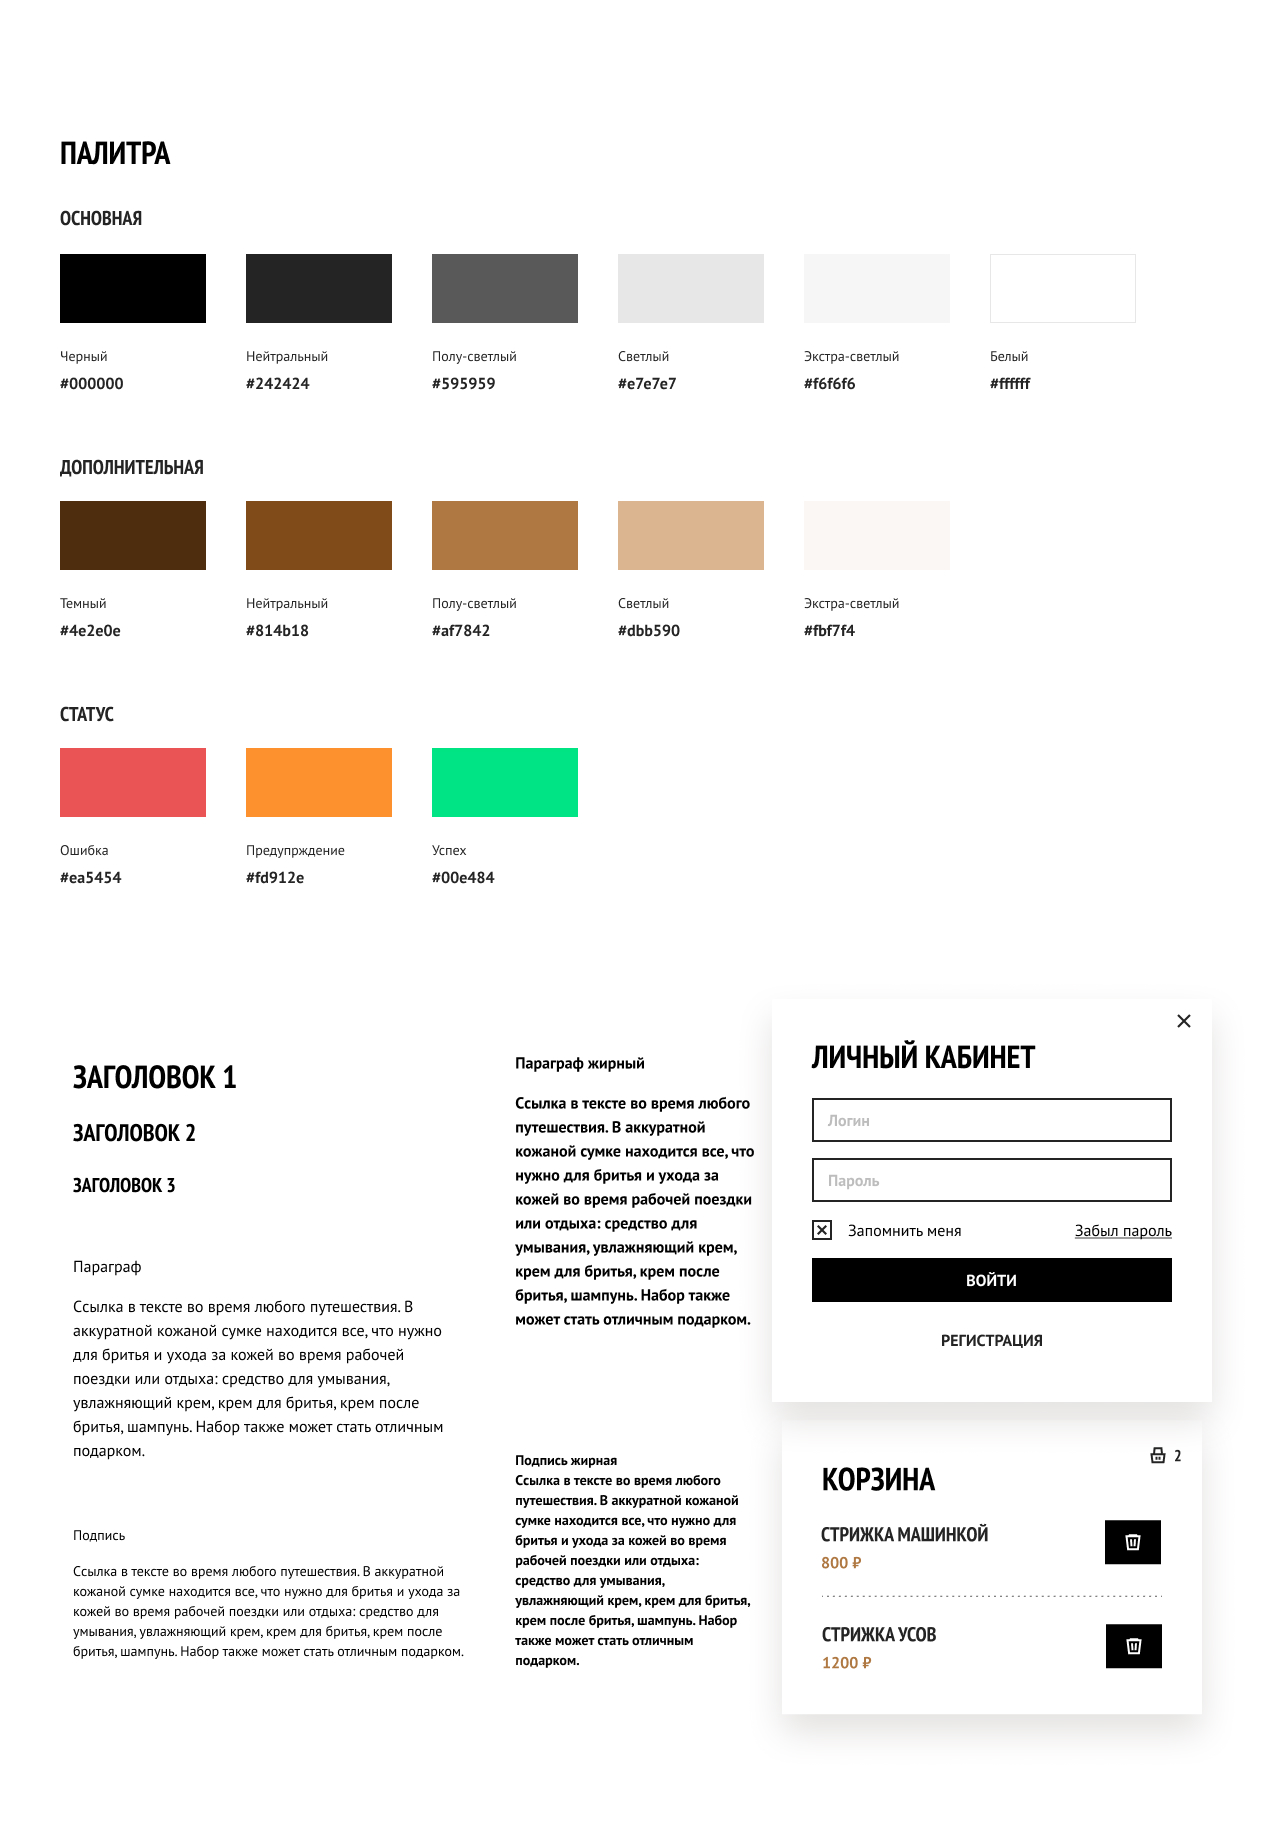 ПАЛИТРА
ОСНОВНАЯ
Черный
Нейтральный
Полу-светлый
Светлый
Экстра-светлый
Белый
#000000
#242424
#595959
#e7e7e7
#f6f6f6
#ffffff
ДОПОЛНИТЕЛЬНАЯ
Темный
Нейтральный
Полу-светлый
Светлый
Экстра-светлый
#4e2e0e
#814b18
#af7842
#dbb590
#fbf7f4
СТАТУС
Ошибка
Предупрждение
Успех
#ea5454
#fd912e
#00e484
ЗАГОЛОВОК 1
ЗАГОЛОВОК 2
ЗАГОЛОВОК 3
Параграф
Ссылка в тексте во время любого путешествия. В
аккуратной кожаной сумке находится все, что нужно
для бритья и ухода за кожей во время рабочей
поездки или отдыха: средство для умывания,
увлажняющий крем, крем для бритья, крем после
бритья, шампунь. Набор также может стать отличным
подарком.
Подпись
Ссылка в тексте во время любого путешествия. В аккуратной
кожаной сумке находится все, что нужно для бритья и ухода за
кожей во время рабочей поездки или отдыха: средство для
умывания, увлажняющий крем, крем для бритья, крем после
бритья, шампунь. Набор также может стать отличным подарком.
Параграф жирный
Ссылка в тексте во время любого
путешествия. В аккуратной
кожаной сумке находится все, что
нужно для бритья и ухода за
кожей во время рабочей поездки
или отдыха: средство для
умывания, увлажняющий крем,
крем для бритья, крем после
бритья, шампунь. Набор также
может стать отличным подарком.
Подпись жирная
Ссылка в тексте во время любого
путешествия. В аккуратной кожаной
сумке находится все, что нужно для
бритья и ухода за кожей во время
рабочей поездки или отдыха:
средство для умывания,
увлажняющий крем, крем для бритья,
крем после бритья, шампунь. Набор
также может стать отличным
подарком.
ЛИЧНЫЙ КАБИНЕТ
Логин
Пароль
Запомнить меня
Забыл пароль
ВОЙТИ
РЕГИСТРАЦИЯ
2
КОРЗИНА
СТРИЖКА МАШИНКОЙ
800 ₽
СТРИЖКА УСОВ
1200 ₽